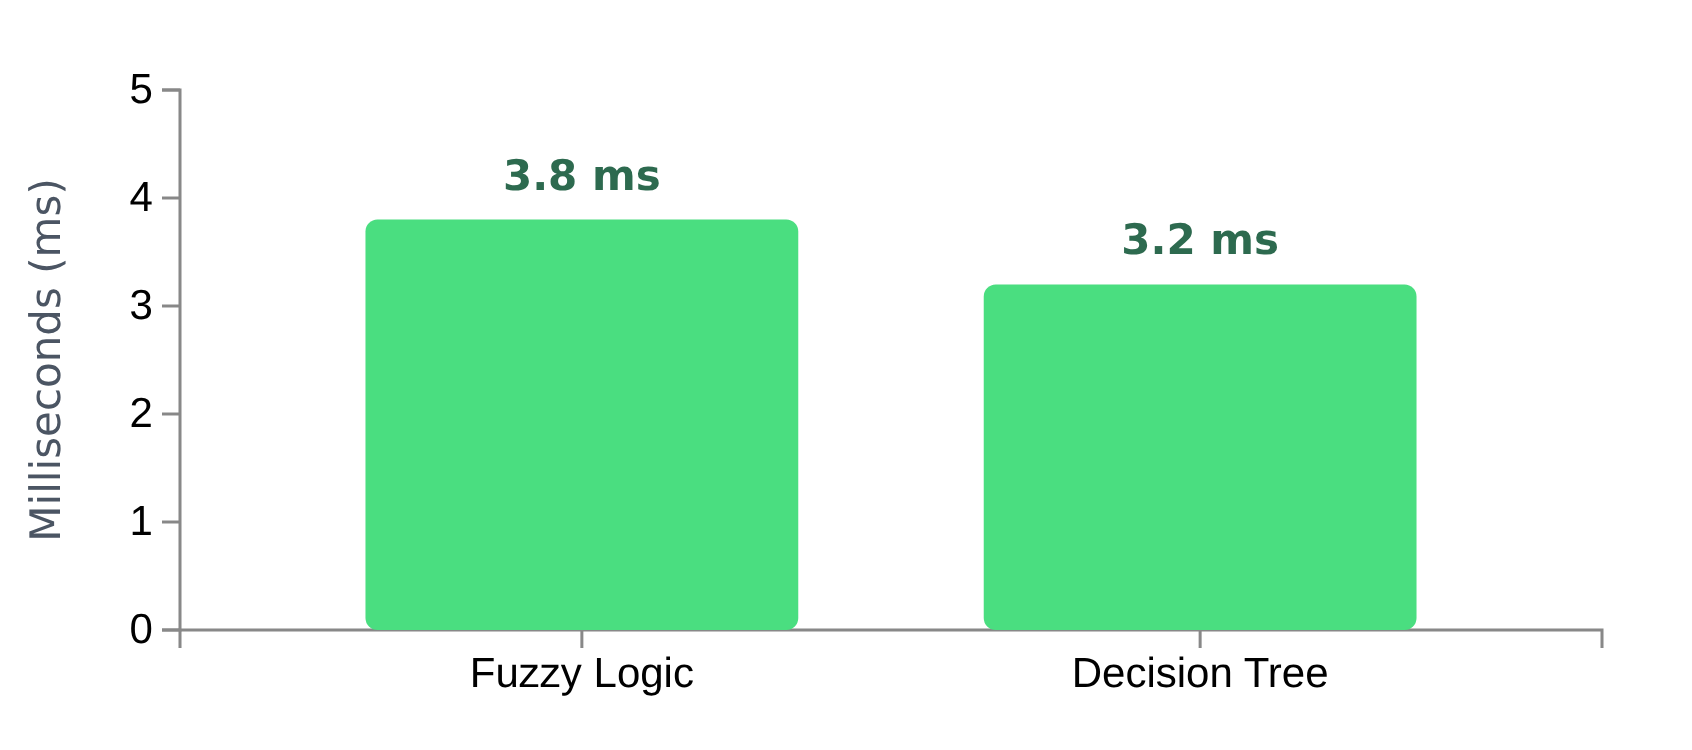 Milliseconds (ms)
5
4
3
2
1
0
3.8 ms
3.2 ms
Fuzzy Logic
Decision Tree